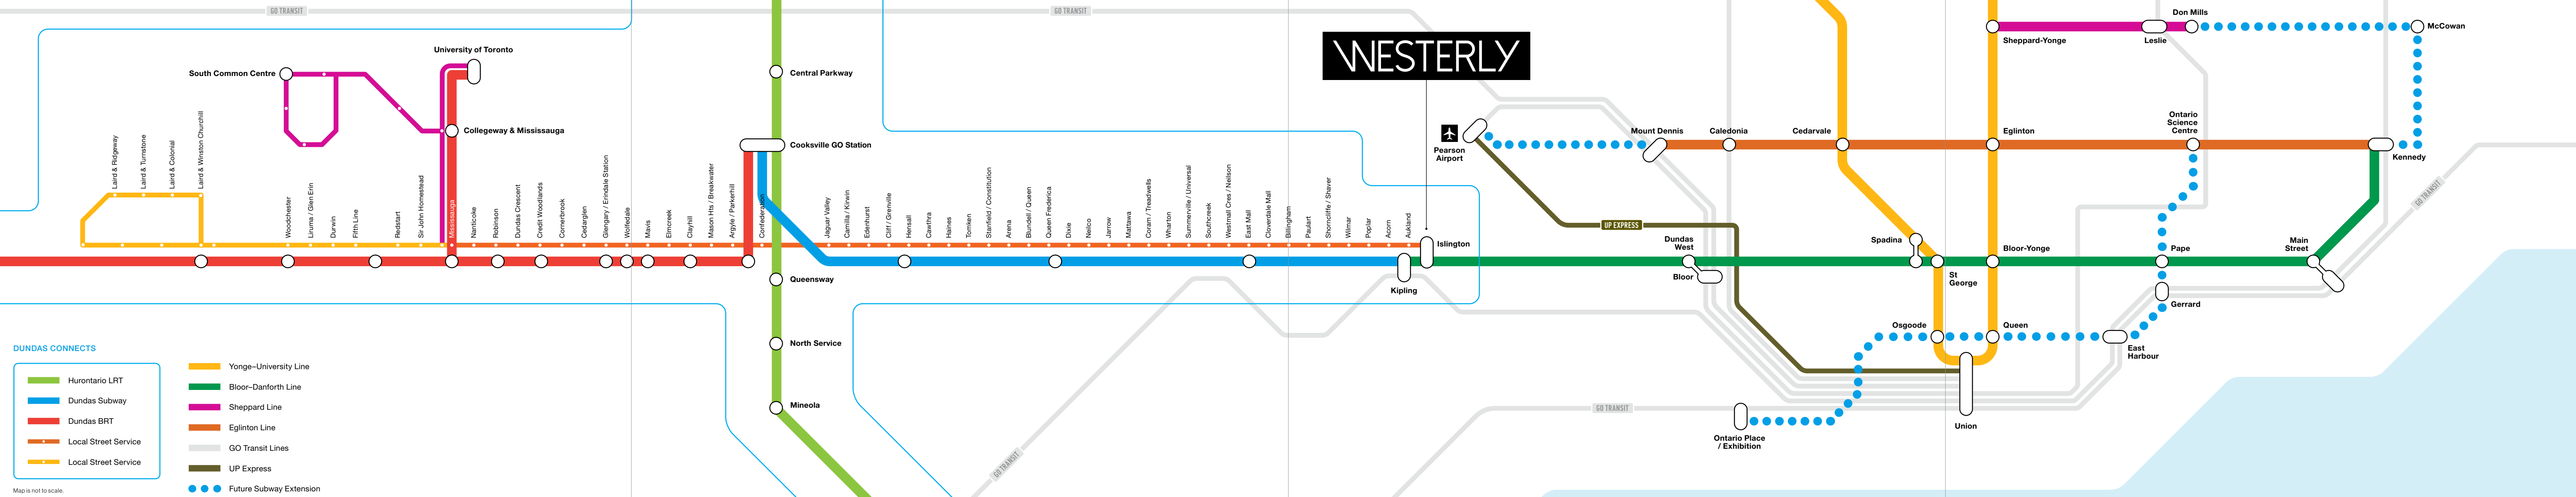 GO TRANSIT
GO TRANSIT
University of Toronto
South Common Centre
Central Parkway
Collegeway & Mississauga
Cooksville GO Station
Laird & Ridgeway
Laird & Turnstone
Laird & Colonial
Laird & Winston Churchill
Woodchester
Liruma / Glen Erin
Durwin
Fifth Line
Redstart
Sir John Homestead
Mississauga
Nanticoke
Robinson
Dundas Crescent
Credit Woodlands
Cornerbrook
Cedarglen
Glengary / Erindale Station
Wolfedale
Mavis
Elmcreek
Clayhill
Mason Hts / Breakwater
Argyle / Parkerhill
Confederation
Jaguar Valley
Camilla / Kirwin
Edenhurst
Cliff / Grenville
Hensall
Cawthra
Haines
Tomken
Stanfield / Constitution
Arena
Blundell / Queen
Queen Frederica
Dixie
Neilco
Jarrow
Mattawa
Coram / Treadwells
Wharton
Summerville / Universal
Southcreek
Westmall Cres / Neilson
East Mall
Cloverdale Mall
Billingham
Paulart
Shorncliffe / Shaver
Wilmar
Poplar
Acorn
Aukland
Queensway
North Service
Mineola
WESTERLY
Islington
Kipling
Pearson
Airport
UP EXPRESS
Mount Dennis
Caledonia
Cedarvale
Eglinton
Ontario
Science
Centre
Kennedy
Sheppard-Yonge
Leslie
Don Mills
McCowan
Dundas
West
Bloor
Spadina
St
George
Bloor-Yonge
Pape
Main
Street
Gerrard
Osgoode
Queen
East
Harbour
Union
Ontario Place
/ Exhibition
GO TRANSIT
GO TRANSIT
GO TRANSIT
DUNDAS CONNECTS
Hurontario LRT
Dundas Subway
Dundas BRT
Local Street Service
Local Street Service
Map is not to scale.
Yonge–University Line
Bloor–Danforth Line
Sheppard Line
Eglinton Line
GO Transit Lines
UP Express
Future Subway Extension